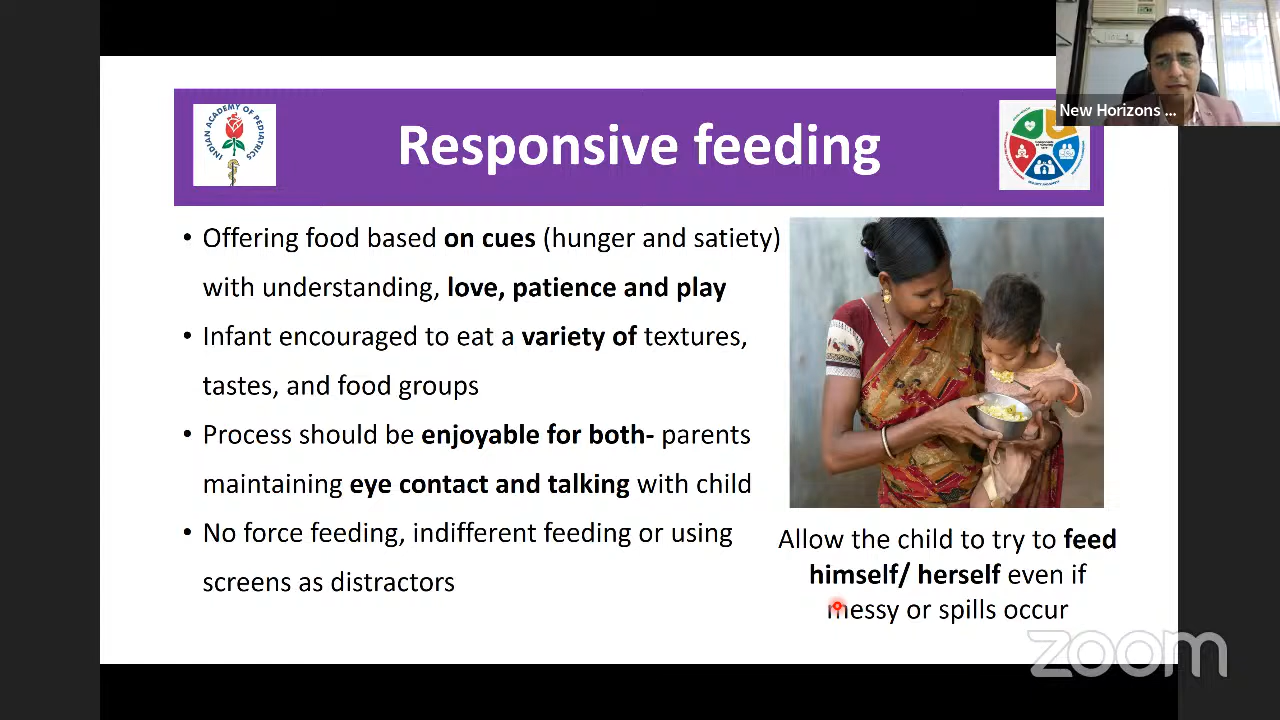 INDIAN ACADEMY OF PEDIATRICS
Responsive feeding
New Horizons ...
• Offering food based on cues (hunger and satiety)
with understanding, love, patience and play
• Infant encouraged to eat a variety of textures,
tastes, and food groups
• Process should be enjoyable for both- parents
maintaining eye contact and talking with child
• No force feeding, indifferent feeding or using
screens as distractors
Allow the child to try to feed
himself/ herself even if
messy or spills occur
zoom